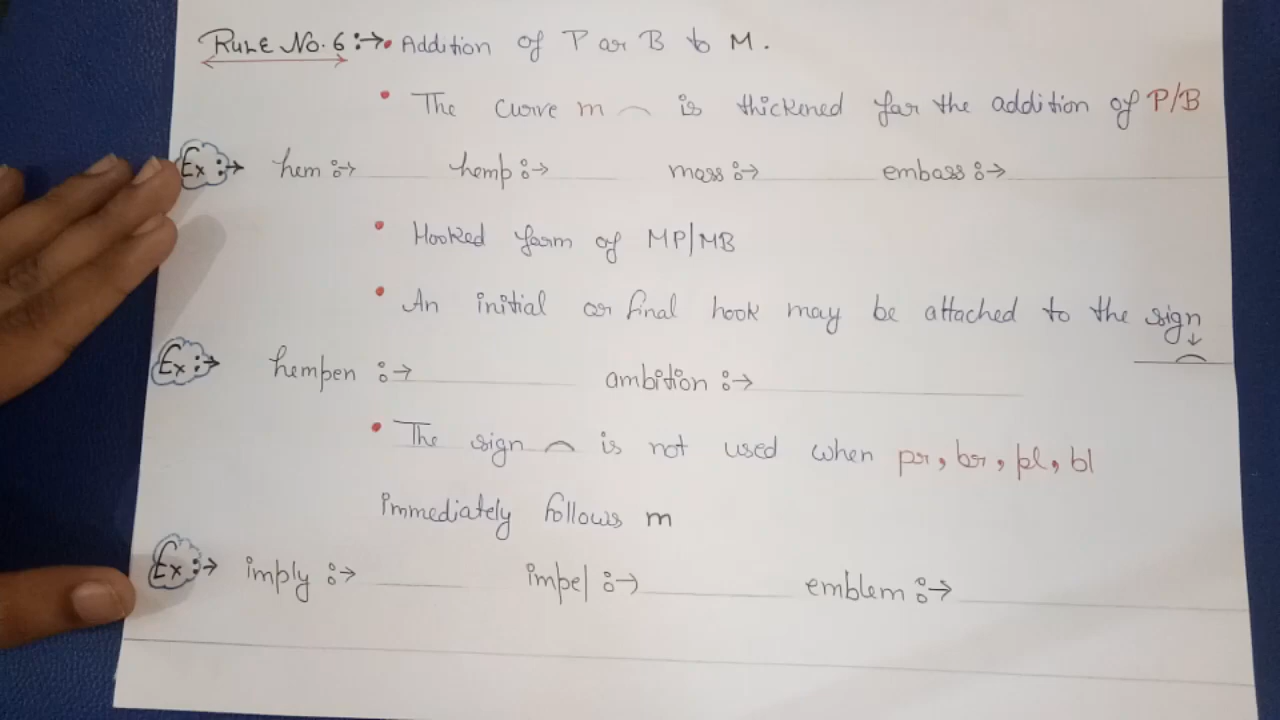 RULE No. 6 :→ • Addition of P or B to M.
• The curve m ⌒ is thickened for the addition of P/B
Ex :→ hem :→ hemp :→ mass :→ embass :→
• Hooked form of MP/MB
• An initial or final hook may be attached to the sign
↓ ⌒
Ex :→ hempen :→ ambition :→
• The sign ⌒ is not used when pr, br, pl, bl
immediately follows m
Ex :→ imply :→ impel :→ emblem :→